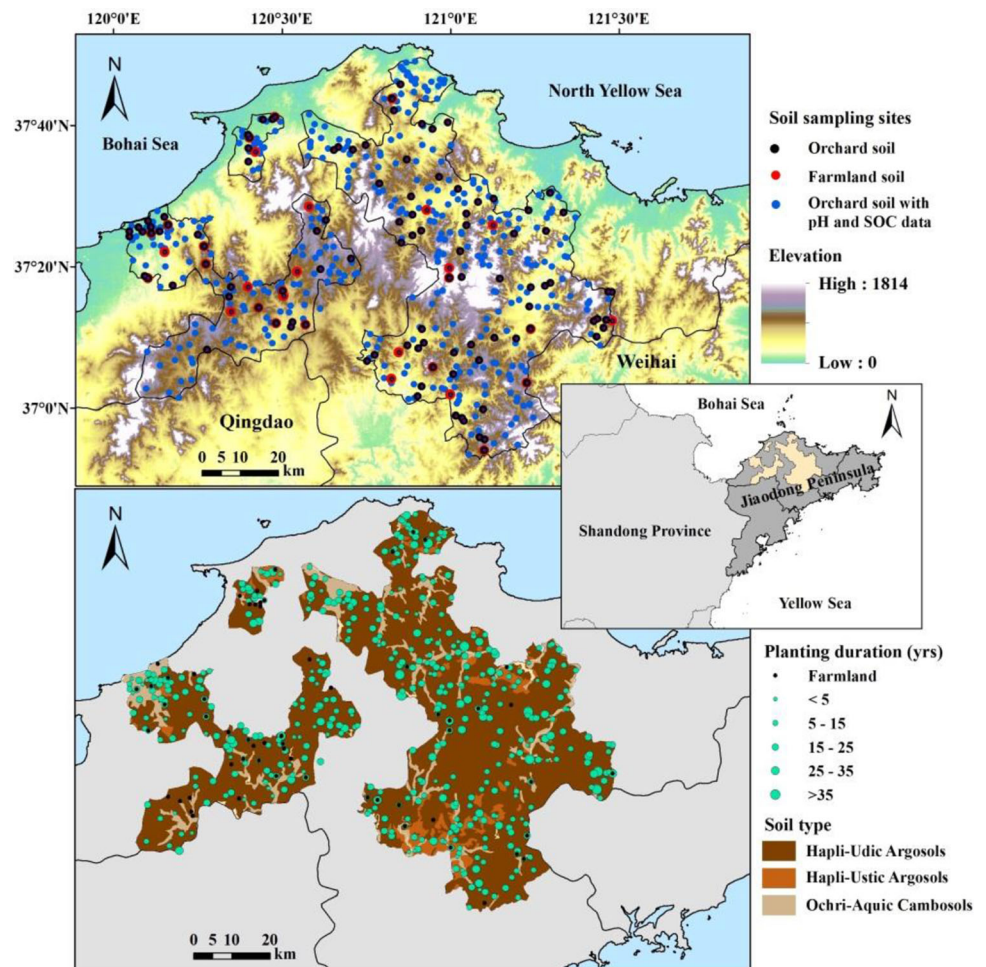 120°0'E 120°30'E 121°0'E 121°30'E
N
North Yellow Sea
37°40'N
Bohai Sea
37°20'N
37°0'N
Weihai
Qingdao
0 5 10 20
km
Soil sampling sites
Orchard soil
Farmland soil
Orchard soil with
pH and SOC data
Elevation
High : 1814
Low : 0
Bohai Sea
N
Jiaodong Peninsula
Shandong Province
Yellow Sea
N
0 5 10 20
km
Planting duration (yrs)
Farmland
< 5
5 - 15
15 - 25
25 - 35
>35
Soil type
Hapli-Udic Argosols
Hapli-Ustic Argosols
Ochri-Aquic Cambosols